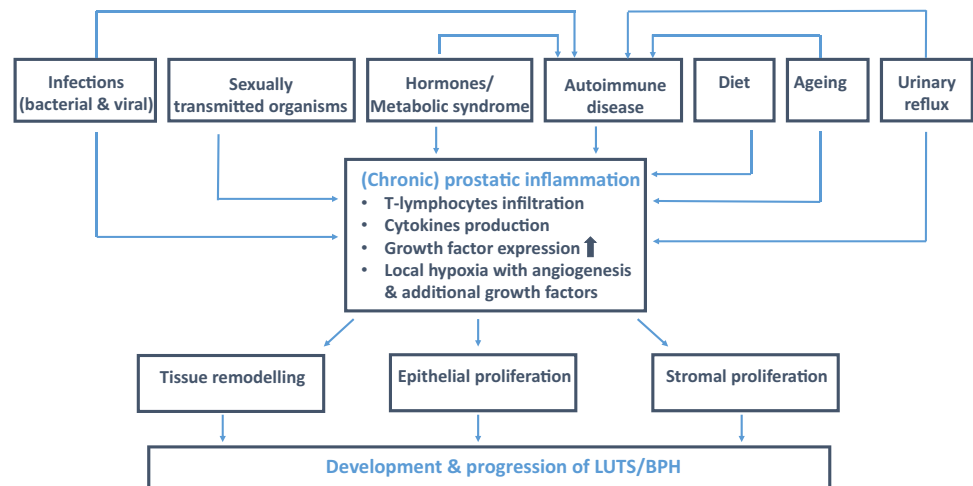 Infections
(bacterial & viral)
Sexually
transmitted organisms
Hormones/
Metabolic syndrome
Autoimmune
disease
Diet
Ageing
Urinary
reflux
(Chronic) prostatic inflammation
• T-lymphocytes infiltration
• Cytokines production
• Growth factor expression ⬆
• Local hypoxia with angiogenesis
& additional growth factors
Tissue remodelling
Epithelial proliferation
Stromal proliferation
Development & progression of LUTS/BPH